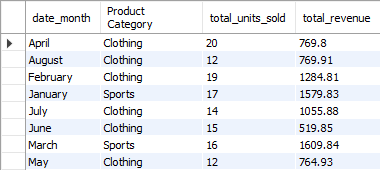 date_month Product Category total_units_sold total_revenue
April Clothing 20 769.8
August Clothing 12 769.91
February Clothing 19 1284.81
January Sports 17 1579.83
July Clothing 14 1055.88
June Clothing 15 519.85
March Sports 16 1609.84
May Clothing 12 764.93